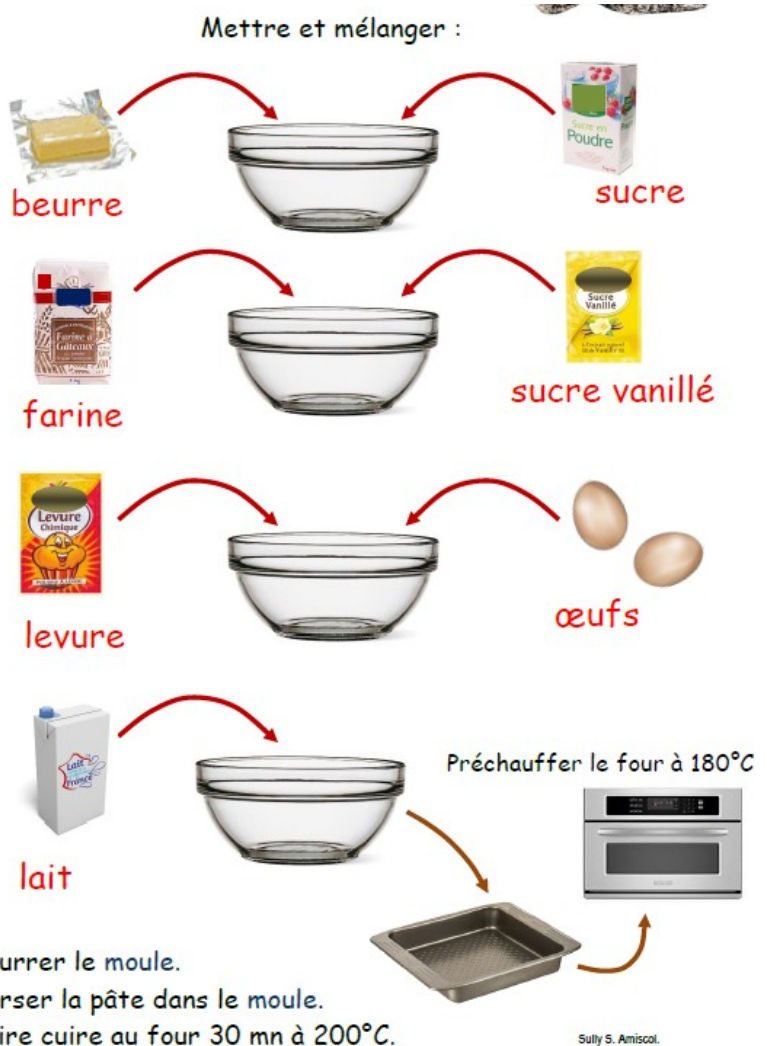 Mettre et mélanger :
Sucre en
Poudre
beurre
sucre
Farine à
Gâteaux
Sucre
Vanillé
farine
sucre vanillé
Levure
Chimique
levure
œufs
Lait
France
Préchauffer le four à 180°C
lait
urrer le moule.
rser la pâte dans le moule.
ire cuire au four 30 mn à 200°C.
Sully S. Amiscol.